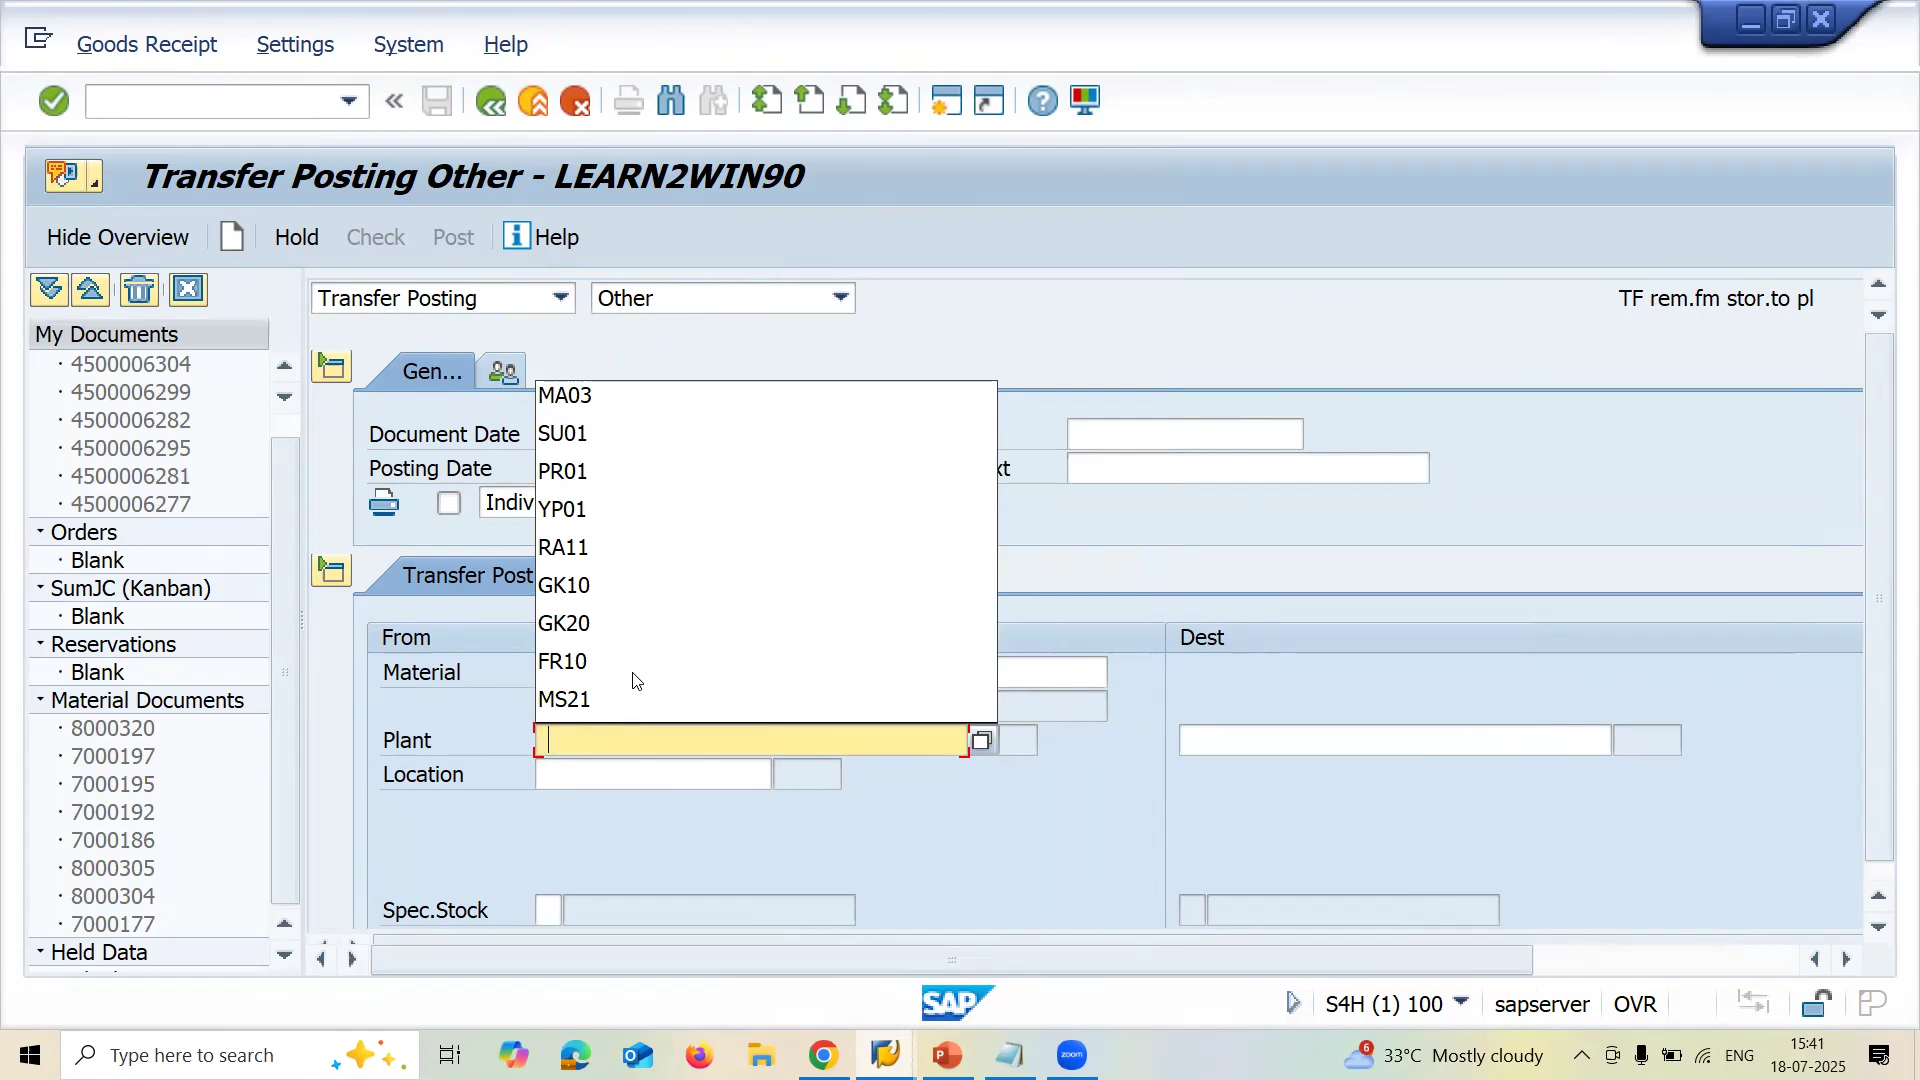 Goods Receipt Settings System Help
Transfer Posting Other - LEARN2WIN90
Hide Overview Hold Check Post Help
Transfer Posting Other TF rem.fm stor.to pl
My Documents
4500006304
4500006299
4500006282
4500006295
4500006281
4500006277
Orders
Blank
SumJC (Kanban)
Blank
Reservations
Blank
Material Documents
8000320
7000197
7000195
7000192
7000186
8000305
8000304
7000177
Held Data
Gen...
Document Date
Posting Date xt
Indiv
Transfer Post
MA03
SU01
PR01
YP01
RA11
GK10
GK20
FR10
MS21
From Dest
Material
Plant
Location
Spec.Stock
SAP S4H (1) 100 sapserver OVR
Type here to search zoom 6 33°C Mostly cloudy ENG 15:41
18-07-2025